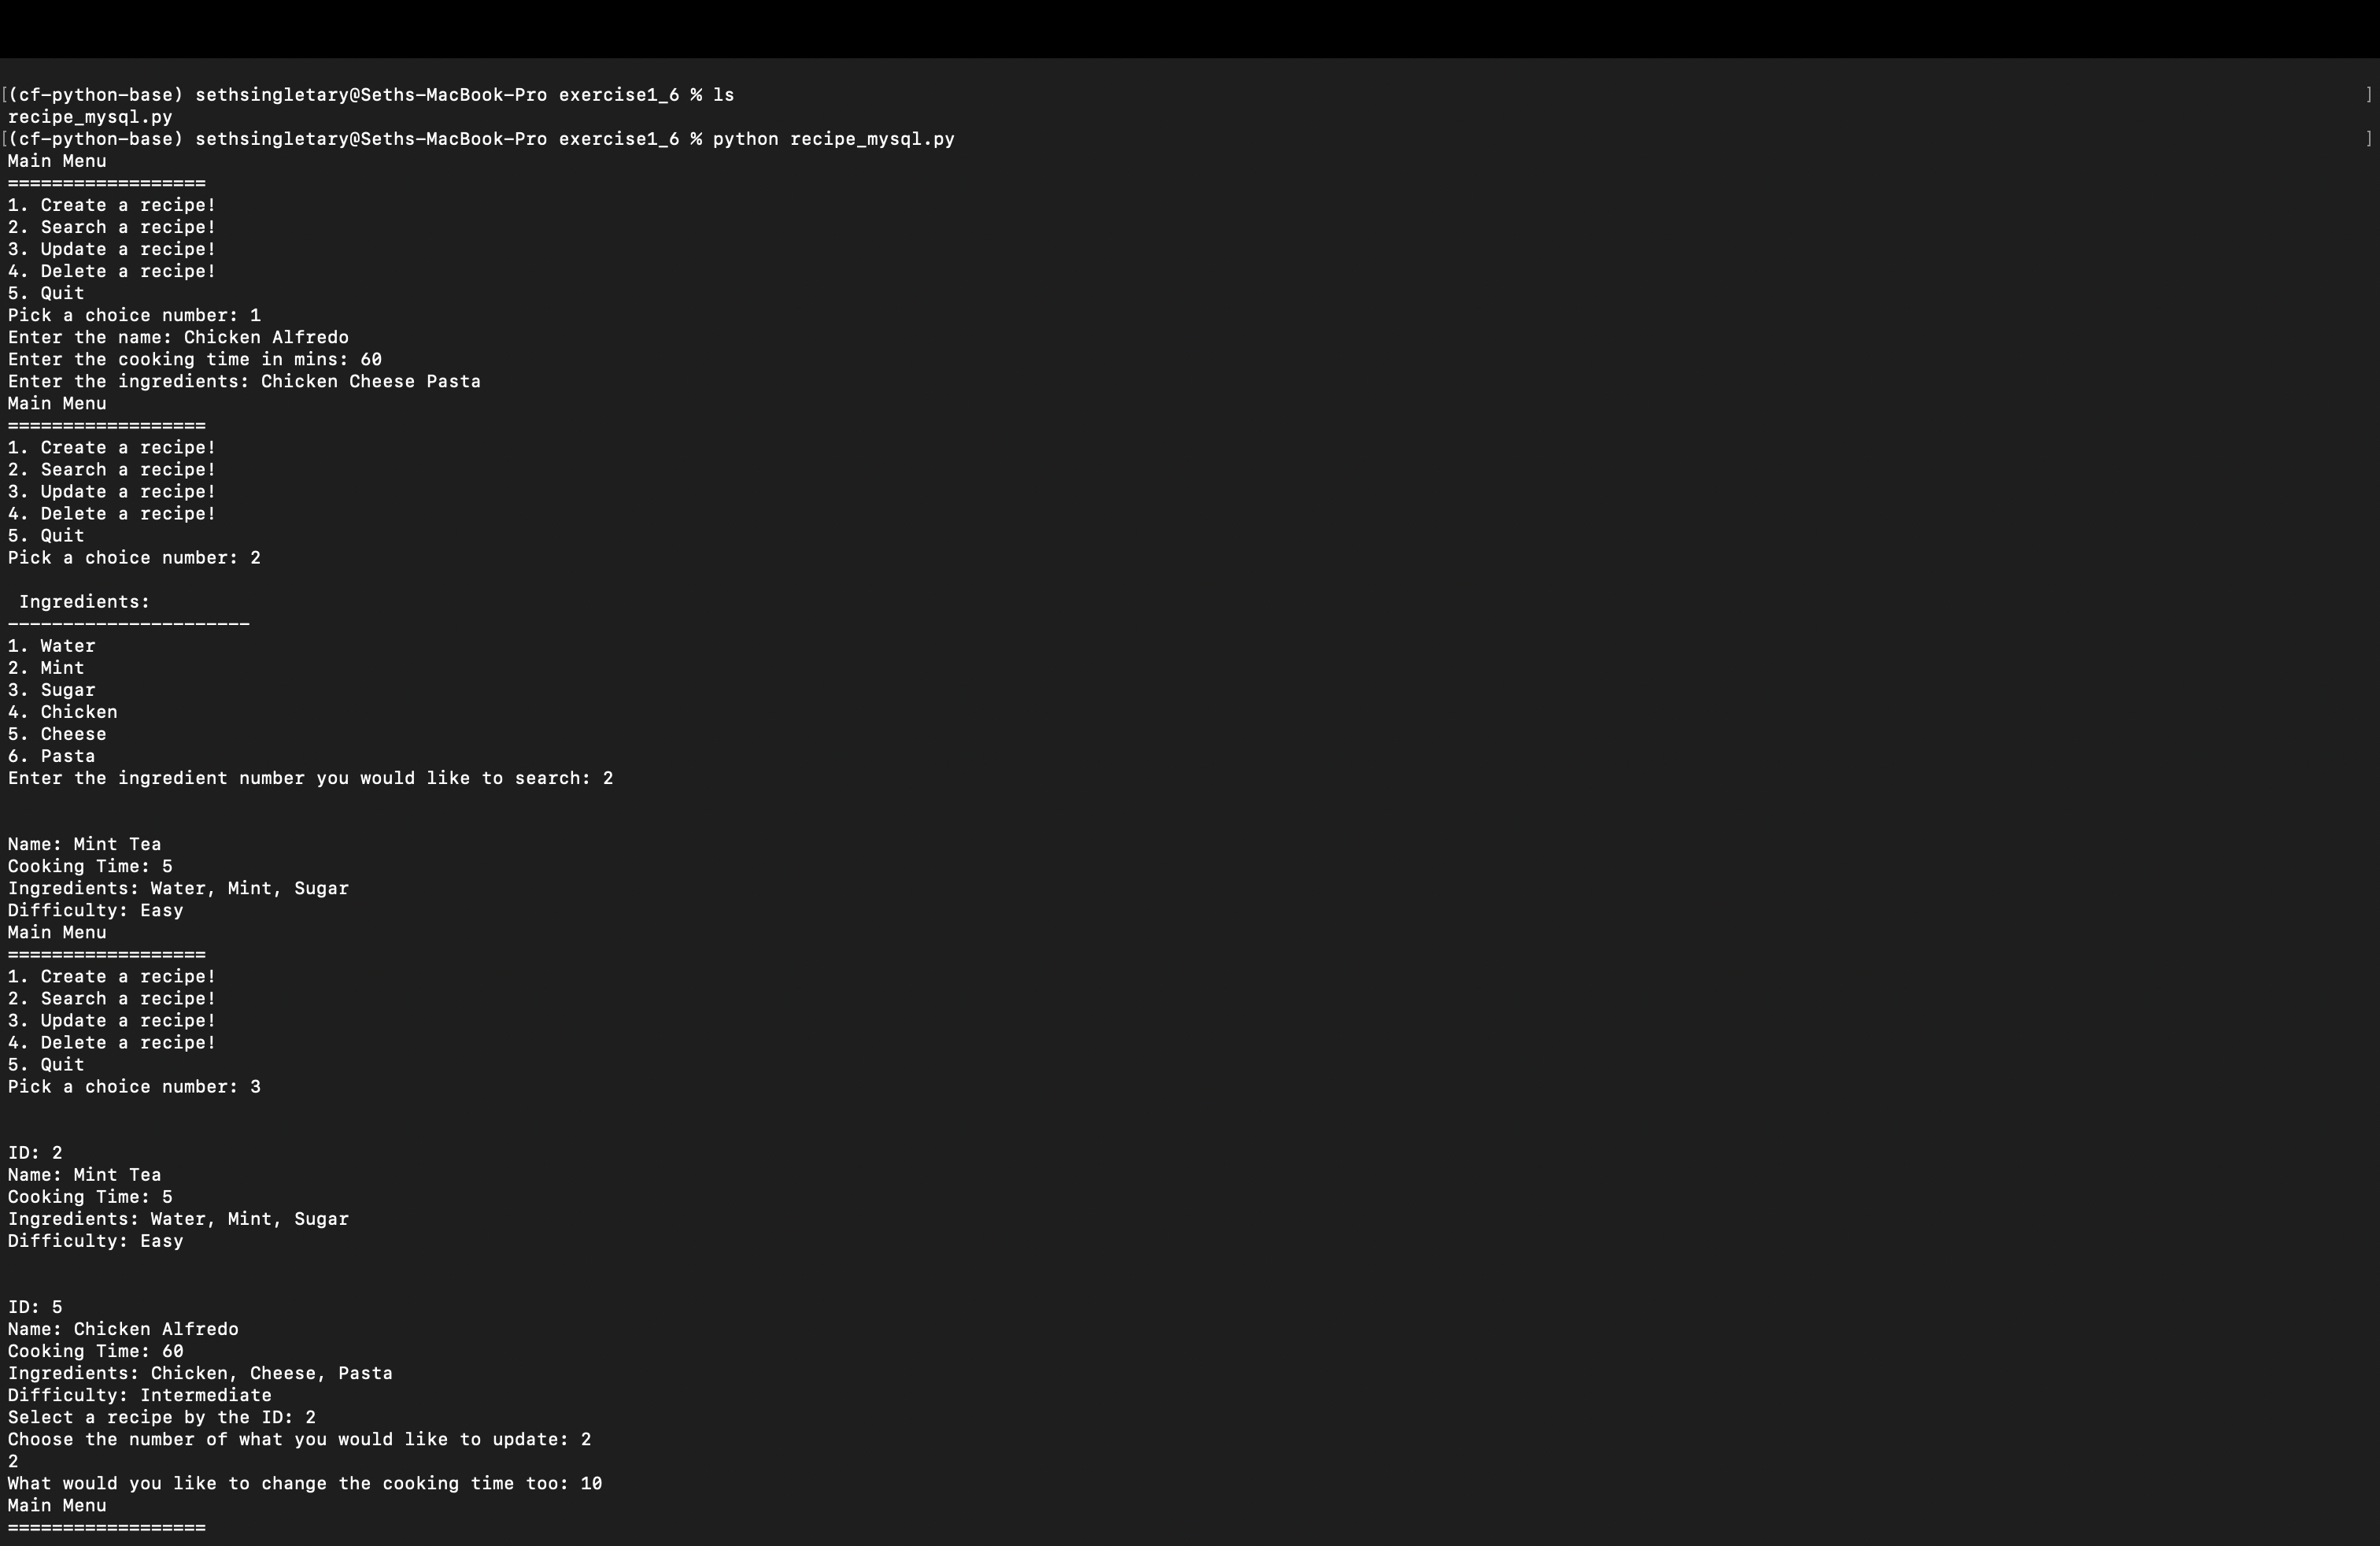 [(cf-python-base) sethsingletary@Seths-MacBook-Pro exercise1_6 % ls ]
recipe_mysql.py
[(cf-python-base) sethsingletary@Seths-MacBook-Pro exercise1_6 % python recipe_mysql.py ]
Main Menu
==================
1. Create a recipe!
2. Search a recipe!
3. Update a recipe!
4. Delete a recipe!
5. Quit
Pick a choice number: 1
Enter the name: Chicken Alfredo
Enter the cooking time in mins: 60
Enter the ingredients: Chicken Cheese Pasta
Main Menu
==================
1. Create a recipe!
2. Search a recipe!
3. Update a recipe!
4. Delete a recipe!
5. Quit
Pick a choice number: 2
Ingredients:
----------------------
1. Water
2. Mint
3. Sugar
4. Chicken
5. Cheese
6. Pasta
Enter the ingredient number you would like to search: 2
Name: Mint Tea
Cooking Time: 5
Ingredients: Water, Mint, Sugar
Difficulty: Easy
Main Menu
==================
1. Create a recipe!
2. Search a recipe!
3. Update a recipe!
4. Delete a recipe!
5. Quit
Pick a choice number: 3
ID: 2
Name: Mint Tea
Cooking Time: 5
Ingredients: Water, Mint, Sugar
Difficulty: Easy
ID: 5
Name: Chicken Alfredo
Cooking Time: 60
Ingredients: Chicken, Cheese, Pasta
Difficulty: Intermediate
Select a recipe by the ID: 2
Choose the number of what you would like to update: 2
2
What would you like to change the cooking time too: 10
Main Menu
==================